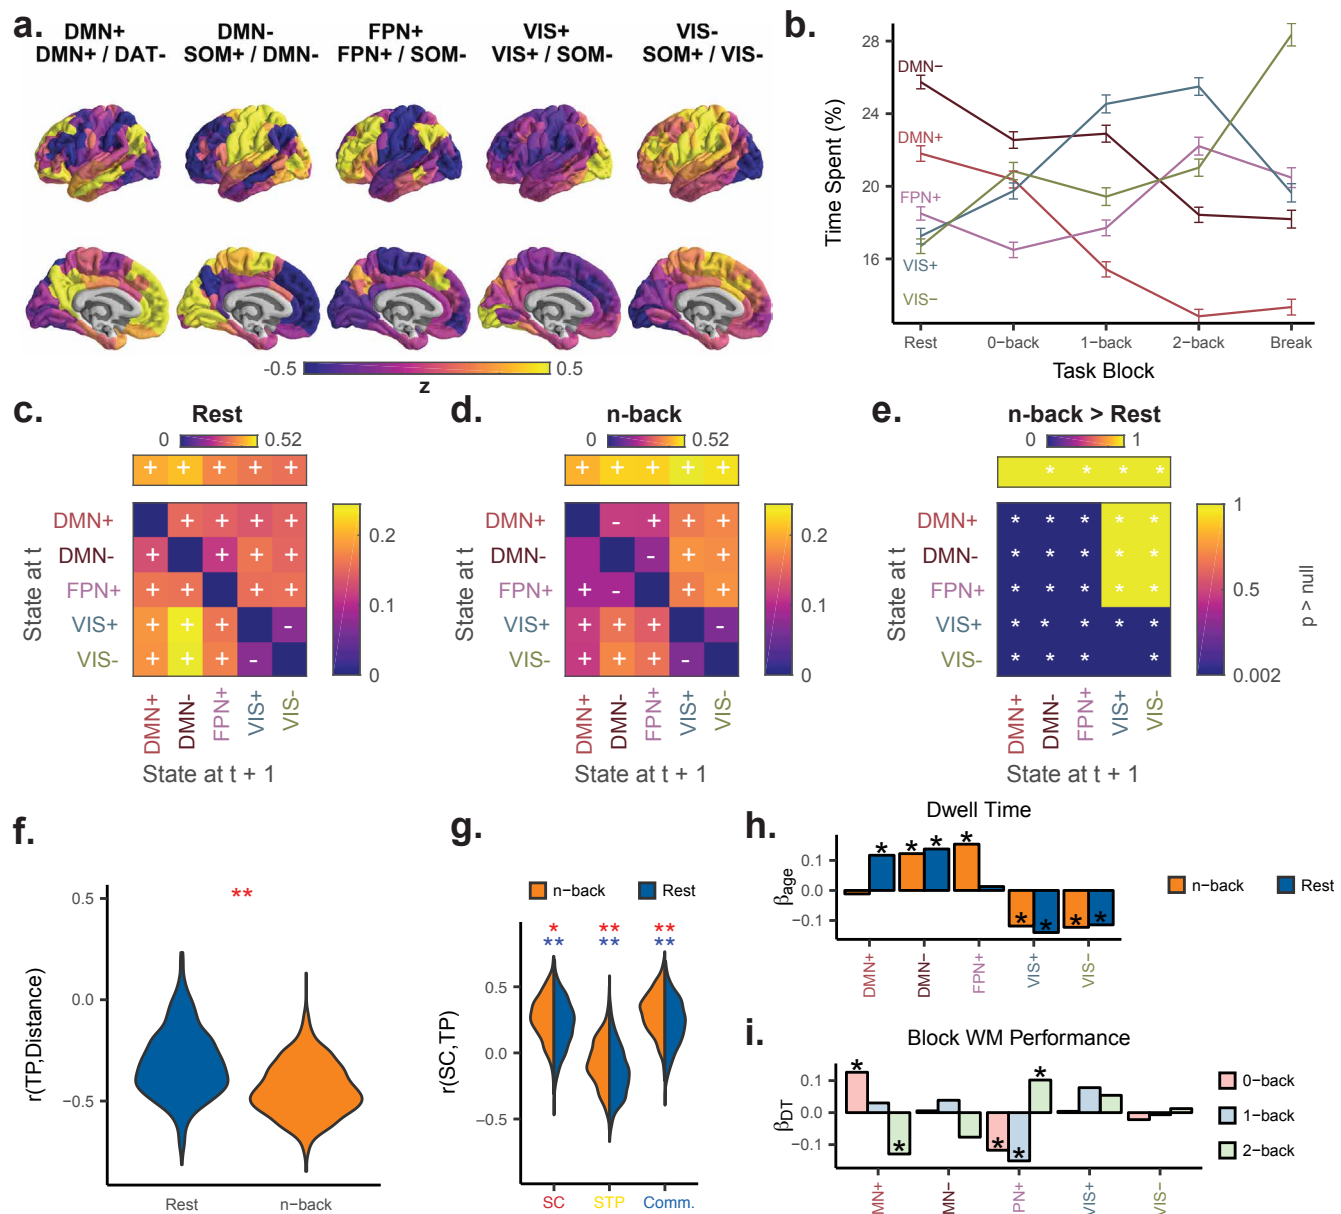 a.
DMN+
DMN+ / DAT-
DMN-
SOM+ / DMN-
FPN+
FPN+ / SOM-
VIS+
VIS+ / SOM-
VIS-
SOM+ / VIS-
-0.5
0.5
z
b.
28
24
20
16
Time Spent (%)
DMN−
DMN+
FPN+
VIS+
VIS−
Rest
0−back
1−back
2−back
Break
Task Block
c.
Rest
0
0.52
+ + + + +
DMN+
DMN-
FPN+
VIS+
VIS-
State at t
+ + + +
+ + + +
+ + + +
+ + + -
+ + + -
0.2
0.1
0
DMN+
DMN-
FPN+
VIS+
VIS-
State at t + 1
d.
n-back
0
0.52
+ + + + +
DMN+
DMN-
FPN+
VIS+
VIS-
- + + +
- + +
+ - + +
+ + + -
+ + + -
0.2
0.1
0
DMN+
DMN-
FPN+
VIS+
VIS-
State at t + 1
e.
n-back > Rest
0
1
* * * *
DMN+
DMN-
FPN+
VIS+
VIS-
State at t
* * * * *
* * * * *
* * * * *
* * * * *
* * * *
1
0.5
0.002
p > null
DMN+
DMN-
FPN+
VIS+
VIS-
State at t + 1
f.
0.5
0.0
−0.5
r(TP,Distance)
**
Rest
n−back
g.
n−back
Rest
* ** **
** ** **
0.5
0.0
−0.5
r(SC,TP)
SC
STP
Comm.
h.
Dwell Time
0.1
0.0
−0.1
βage
* * * *
* * * *
DMN+
DMN−
FPN+
VIS+
VIS−
n−back
Rest
i.
Block WM Performance
0.1
0.0
−0.1
βDT
* *
* * *
MN+
MN−
PN+
VIS+
VIS−
0−back
1−back
2−back